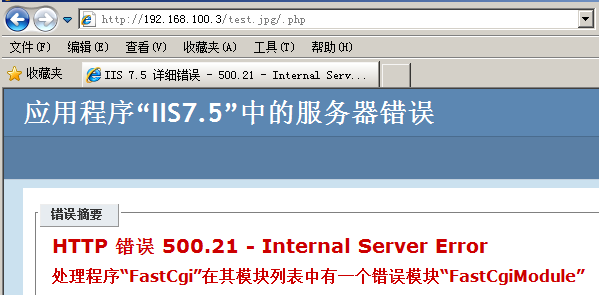 http://192.168.100.3/test.jpg/.php
文件(F) 编辑(E) 查看(V) 收藏夹(A) 工具(T) 帮助(H)
收藏夹 IIS 7.5 详细错误 - 500.21 - Internal Serv...
应用程序“IIS7.5”中的服务器错误
错误摘要
HTTP 错误 500.21 - Internal Server Error
处理程序“FastCgi”在其模块列表中有一个错误模块“FastCgiModule”